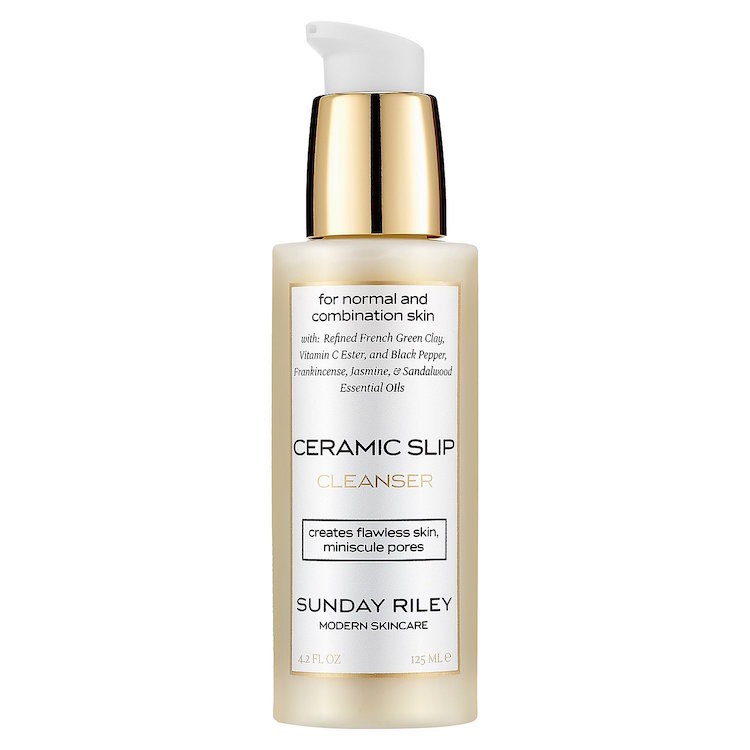 for normal and
combination skin
with: Refined French Green Clay,
Vitamin C Ester, and Black Pepper,
Frankincense, Jasmine, & Sandalwood
Essential OIls
CERAMIC SLIP
CLEANSER
creates flawless skin,
miniscule pores
SUNDAY RILEY
MODERN SKINCARE
4.2 FL OZ 125 ML ℮